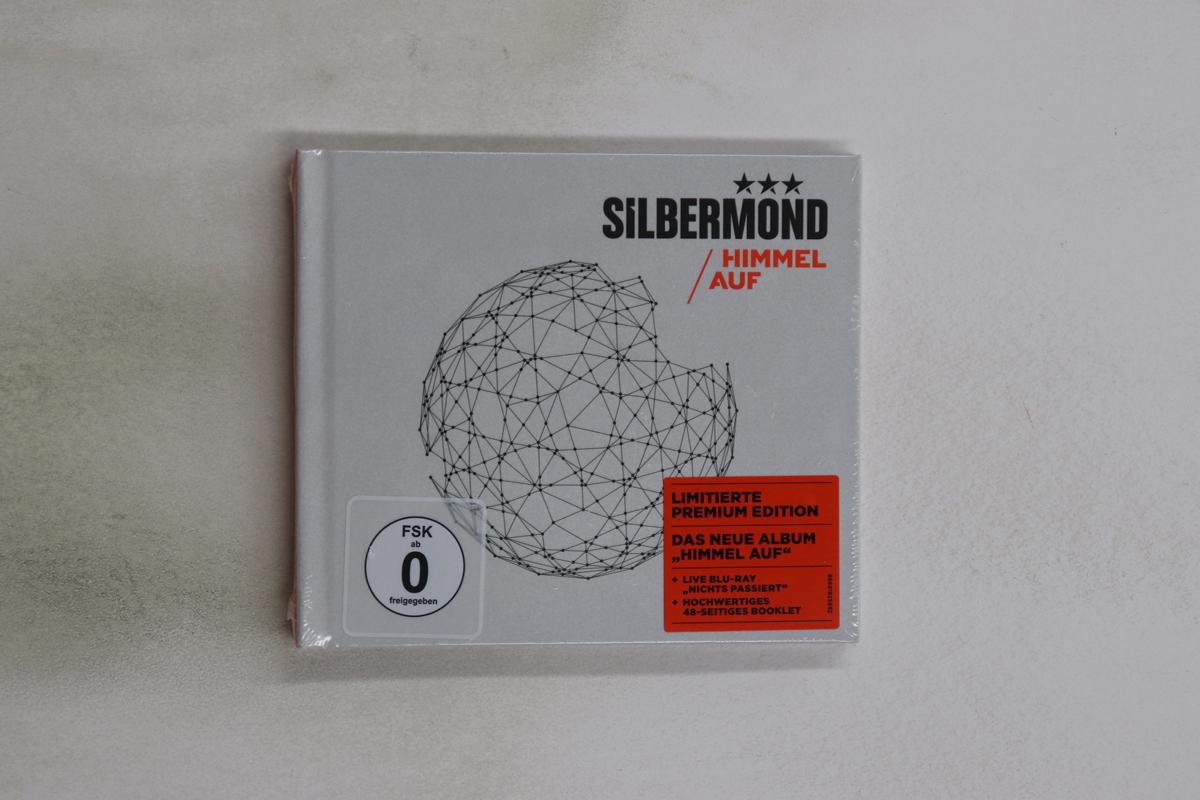 SiLBERMOND
HIMMEL
AUF
LIMITIERTE
PREMIUM EDITION
DAS NEUE ALBUM
„HIMMEL AUF“
+ LIVE BLU-RAY
„NICHTS PASSIERT“
+ HOCHWERTIGES
48-SEITIGES BOOKLET
FSK
ab
0
freigegeben